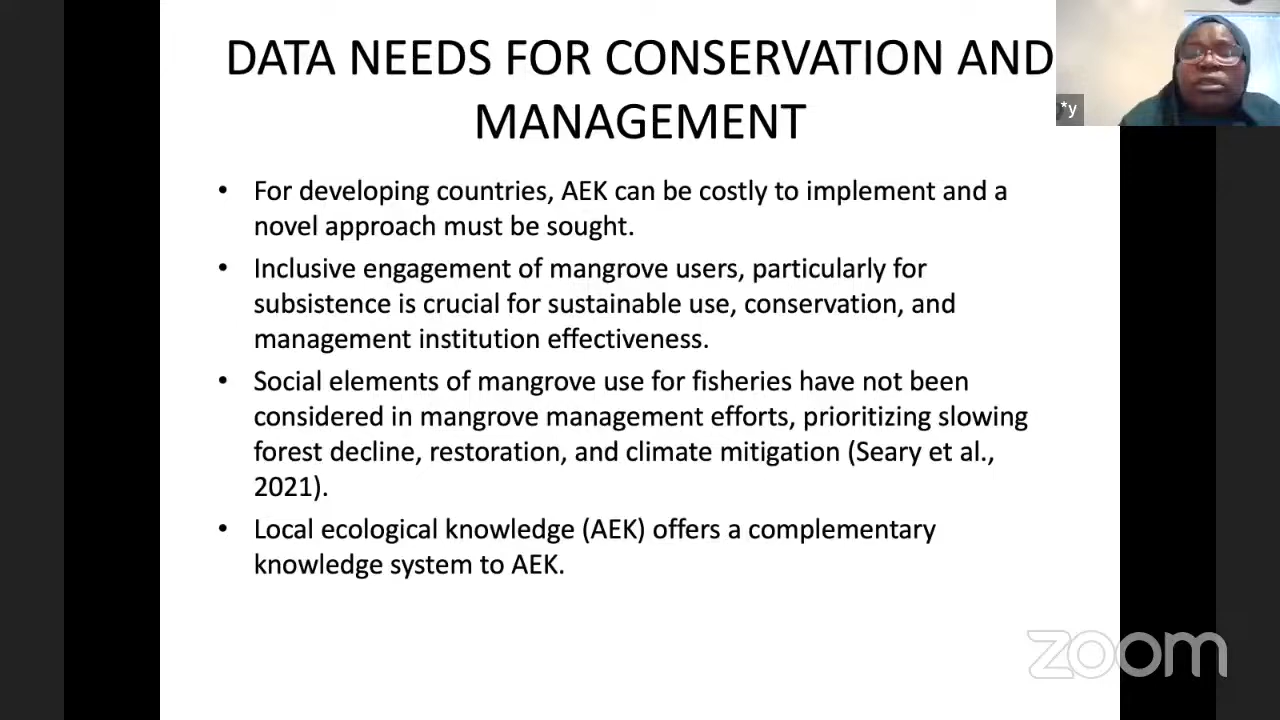 DATA NEEDS FOR CONSERVATION AND
MANAGEMENT
*y
• For developing countries, AEK can be costly to implement and a
novel approach must be sought.
• Inclusive engagement of mangrove users, particularly for
subsistence is crucial for sustainable use, conservation, and
management institution effectiveness.
• Social elements of mangrove use for fisheries have not been
considered in mangrove management efforts, prioritizing slowing
forest decline, restoration, and climate mitigation (Seary et al.,
2021).
• Local ecological knowledge (AEK) offers a complementary
knowledge system to AEK.
zoom